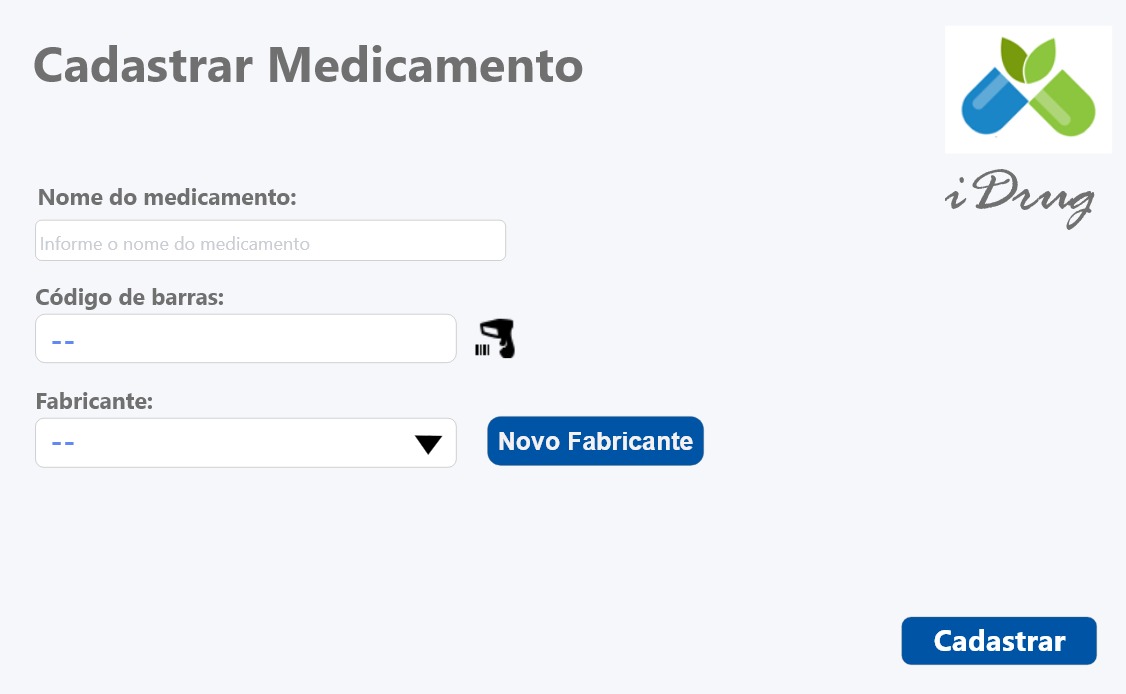 Cadastrar Medicamento
iDrug
Nome do medicamento:
Informe o nome do medicamento
Código de barras:
--
Fabricante:
--
Novo Fabricante
Cadastrar